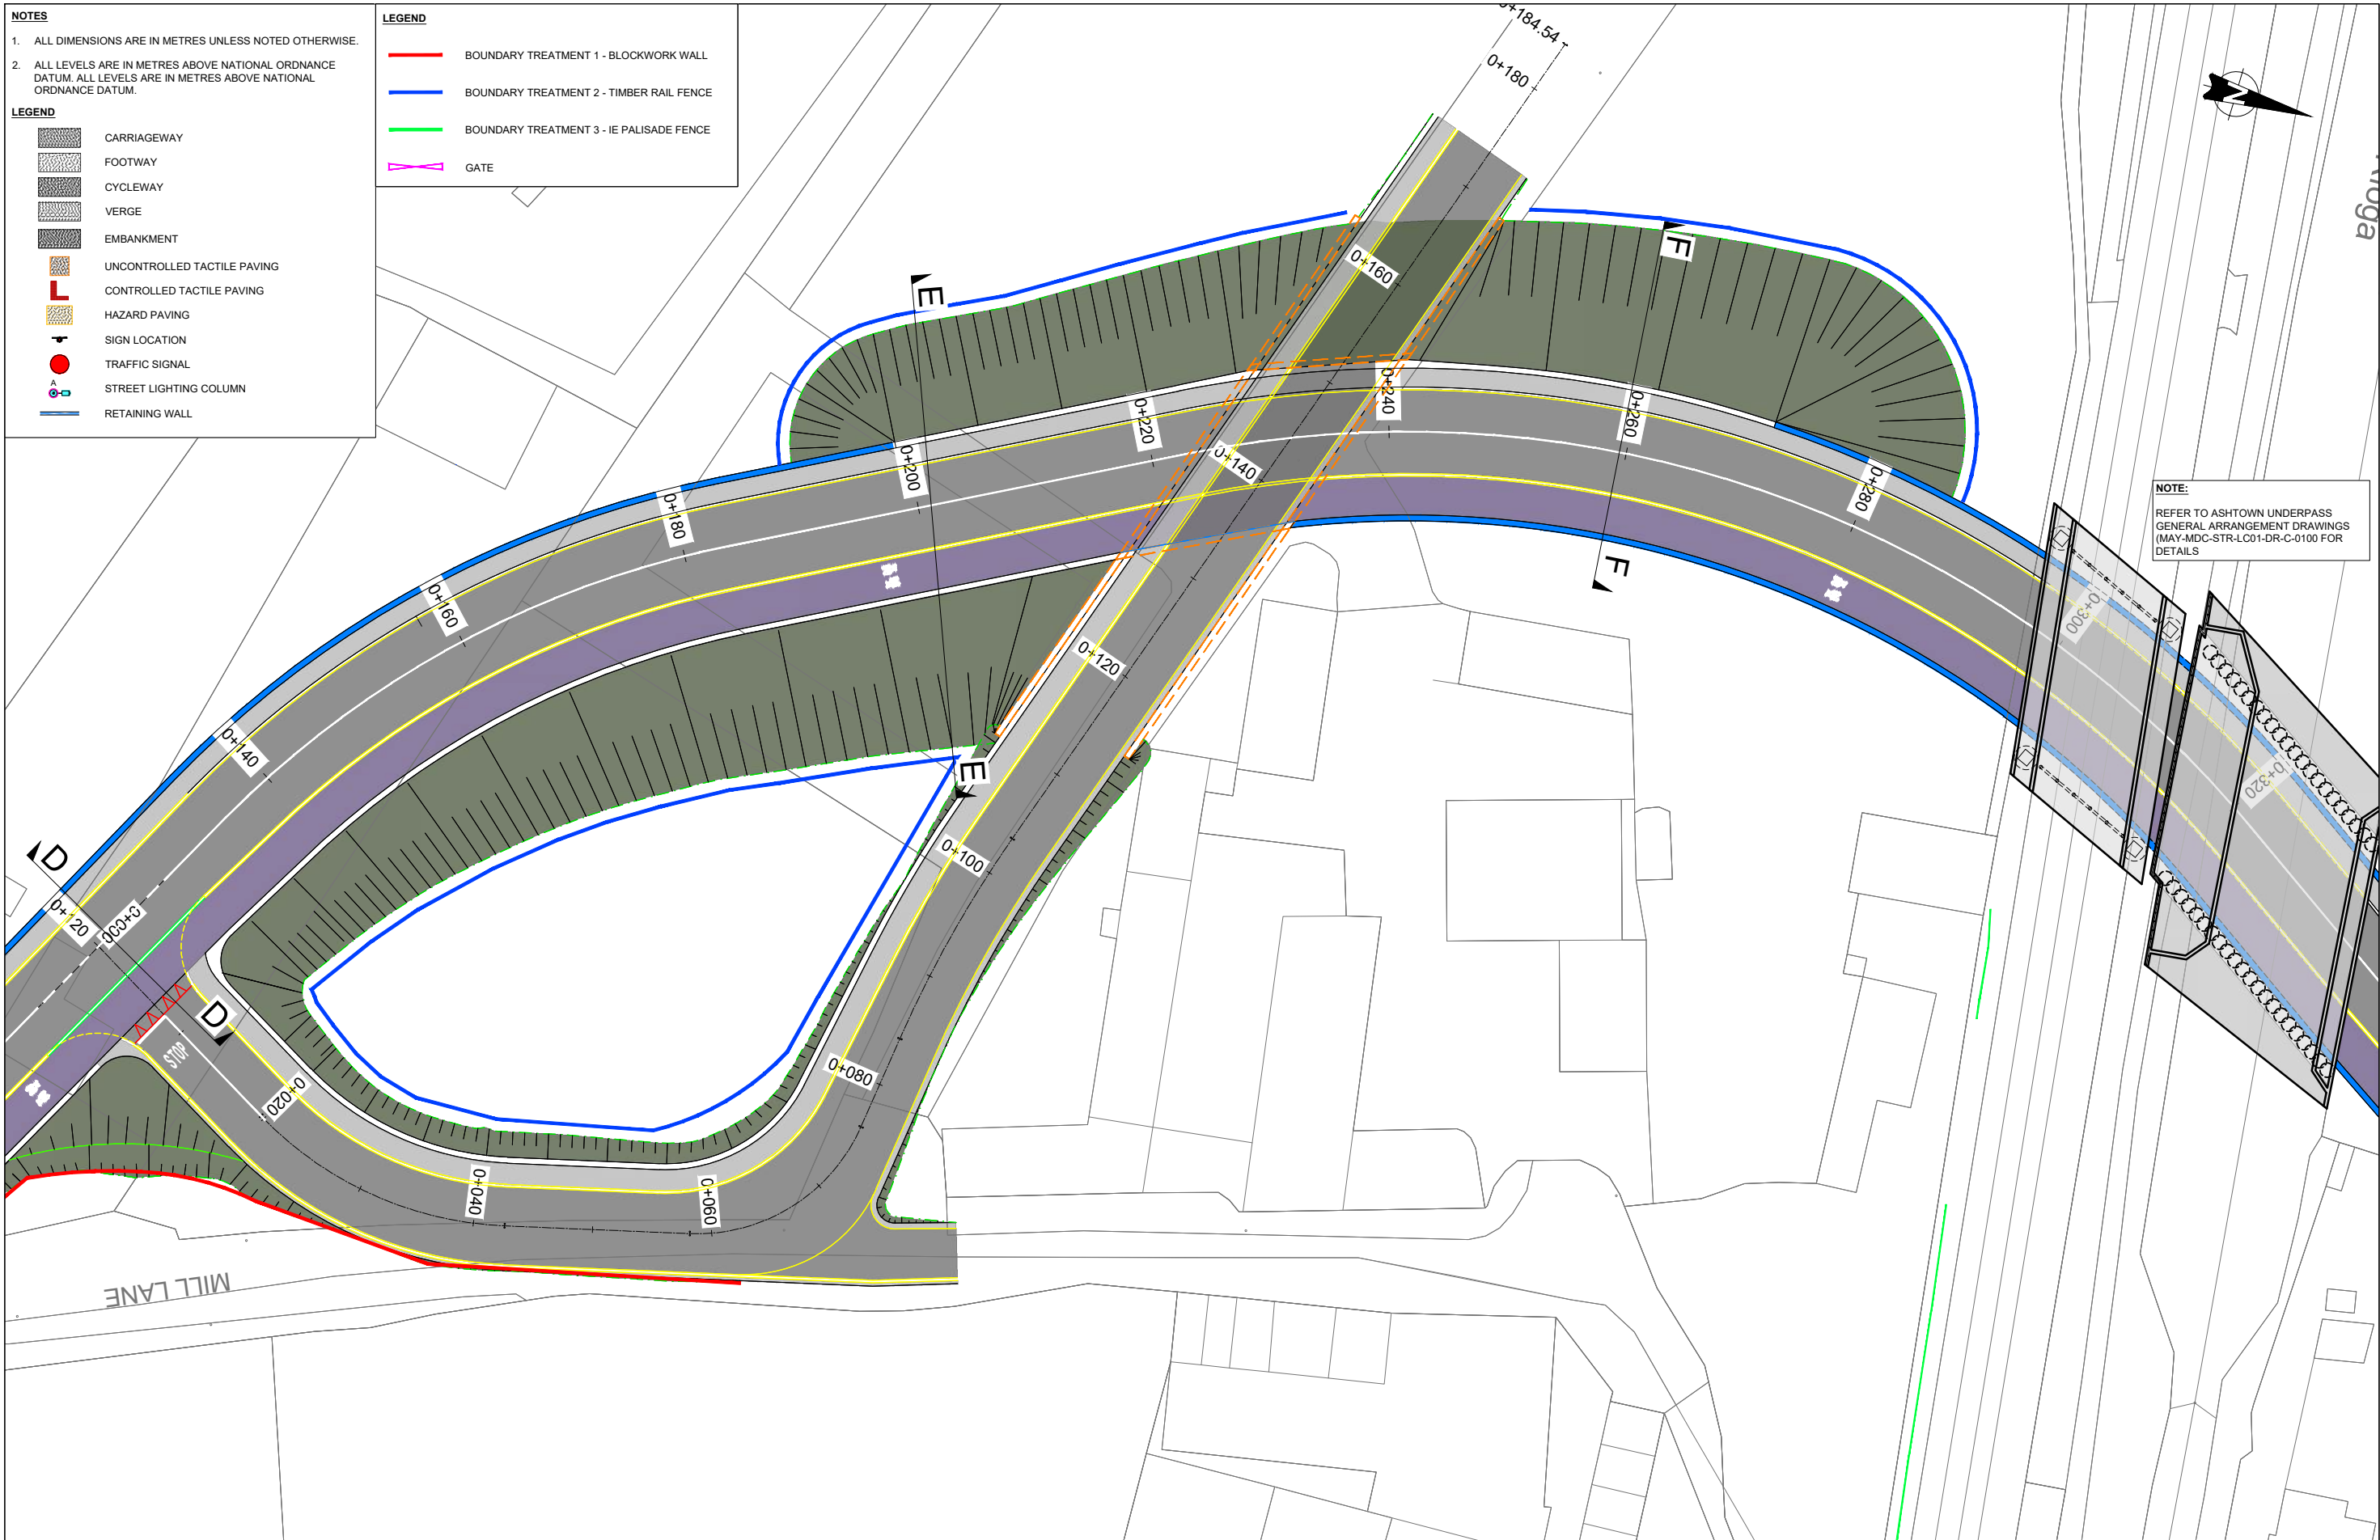 NOTES
1. ALL DIMENSIONS ARE IN METRES UNLESS NOTED OTHERWISE.
2. ALL LEVELS ARE IN METRES ABOVE NATIONAL ORDNANCE
DATUM. ALL LEVELS ARE IN METRES ABOVE NATIONAL
ORDNANCE DATUM.
LEGEND
CARRIAGEWAY
FOOTWAY
CYCLEWAY
VERGE
EMBANKMENT
UNCONTROLLED TACTILE PAVING
CONTROLLED TACTILE PAVING
HAZARD PAVING
SIGN LOCATION
TRAFFIC SIGNAL
A
STREET LIGHTING COLUMN
RETAINING WALL
LEGEND
BOUNDARY TREATMENT 1 - BLOCKWORK WALL
BOUNDARY TREATMENT 2 - TIMBER RAIL FENCE
BOUNDARY TREATMENT 3 - IE PALISADE FENCE
GATE
0+184.54
0+180
N
0+160
F
E
0+240
0+220
0+260
0+140
0+200
0+280
0+180
NOTE:
REFER TO ASHTOWN UNDERPASS
GENERAL ARRANGEMENT DRAWINGS
(MAY-MDC-STR-LC01-DR-C-0100 FOR
DETAILS
F
0+160
0+300
0+120
0+140
E
0+320
D
0+100
0+000
D
STOP
0+080
0+020
0+040
0+060
MILL LANE